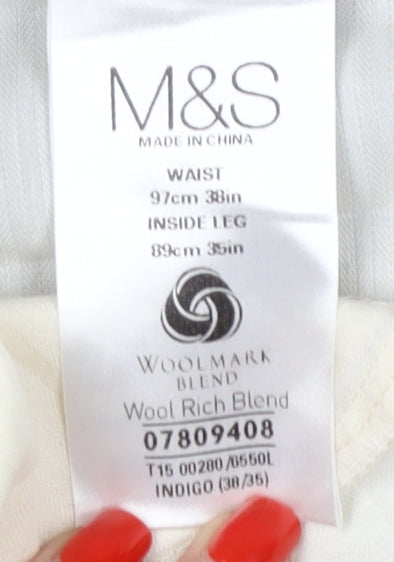 M&S
MADE IN CHINA
WAIST
97cm 38in
INSIDE LEG
89cm 35in
WOOLMARK
BLEND
Wool Rich Blend
07809408
T15 00280 /0550L
INDIGO (38/35)